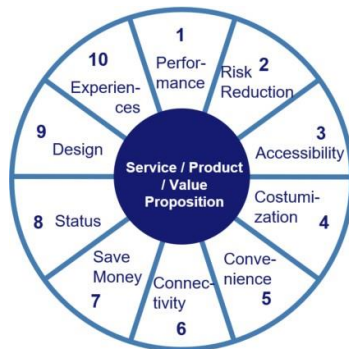 1
Perfor-
mance
2
Risk
Reduction
3
Accessibility
Costumi-
zation
4
Conve-
nience
5
Connec-
tivity
6
Save
Money
7
8
Status
9
Design
10
Experien-
ces
Service / Product
/ Value
Proposition